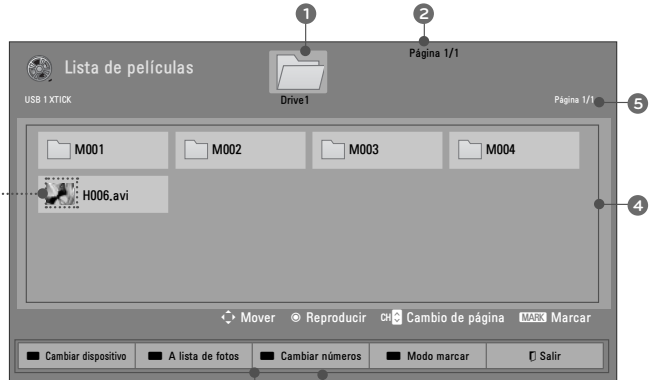 1
2
Página 1/1
Lista de películas
USB 1 XTICK
Drive1
Página 1/1
5
M001
M002
M003
M004
H006.avi
4
Mover
Reproducir
CH Cambio de página
MARK Marcar
Cambiar dispositivo
A lista de fotos
Cambiar números
Modo marcar
Salir